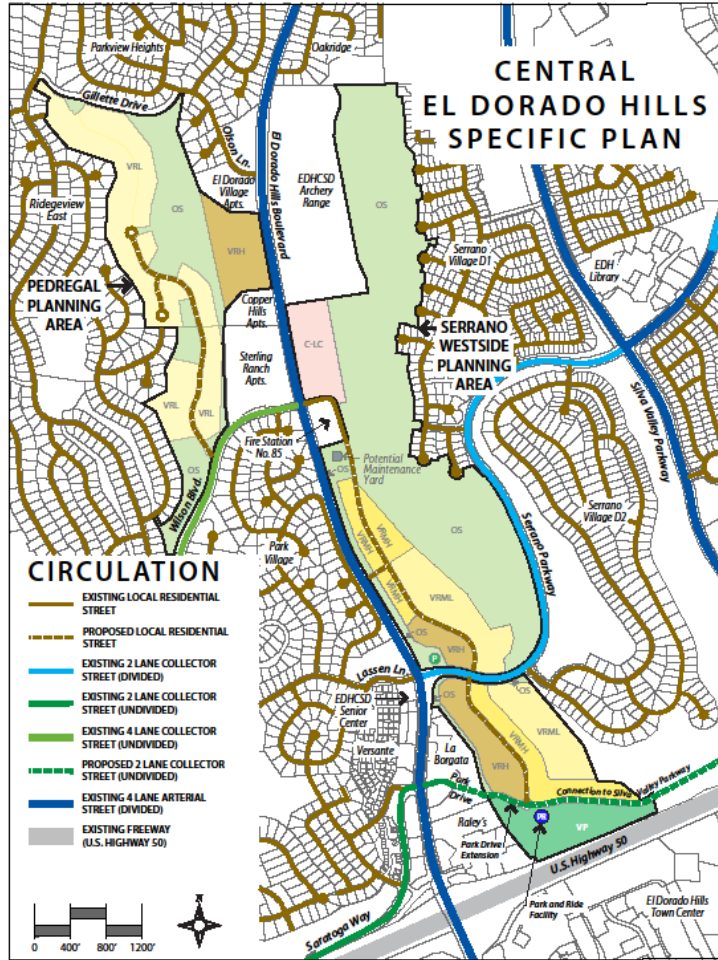 CENTRAL
EL DORADO HILLS
SPECIFIC PLAN
Parkview Heights
Oakridge
Gillette Drive
Olson Ln.
El Dorado Hills Boulevard
VRL
OS
El Dorado
Village
Apts.
EDHCSD
Archery
Range
OS
Ridgeview
East
VRH
Serrano
Village D1
EDH
Library
PEDREGAL
PLANNING
AREA
Copper
Hills
Apts.
SERRANO
WESTSIDE
PLANNING
AREA
C-LC
Sterling
Ranch Apts.
VRL
VRL
Silva Valley Parkway
Fire Station
No. 85
OS
Potential
Maintenance
Yard
OS
Wilson Blvd.
OS
Serrano
Village D2
Serrano Parkway
Park
Village
VRMH
VRMH
VRMH
VRML
OS
VRH
P
Lassen Ln.
OS
OS
EDHCSD
Senior
Center
VRML
VRMH
Versante
La
Borgata
VRH
Park
Drive
Connection to Silva
Valley Parkway
Raley's
Park Drive
Extension
PR
VP
U.S. Highway 50
Park and Ride
Facility
El Dorado Hills
Town Center
Saratoga Way
CIRCULATION
EXISTING LOCAL RESIDENTIAL
STREET
PROPOSED LOCAL RESIDENTIAL
STREET
EXISTING 2 LANE COLLECTOR
STREET (DIVIDED)
EXISTING 2 LANE COLLECTOR
STREET (UNDIVIDED)
EXISTING 4 LANE COLLECTOR
STREET (UNDIVIDED)
PROPOSED 2 LANE COLLECTOR
STREET (UNDIVIDED)
EXISTING 4 LANE ARTERIAL
STREET (DIVIDED)
EXISTING FREEWAY
(U.S. HIGHWAY 50)
N
0 400' 800' 1200'